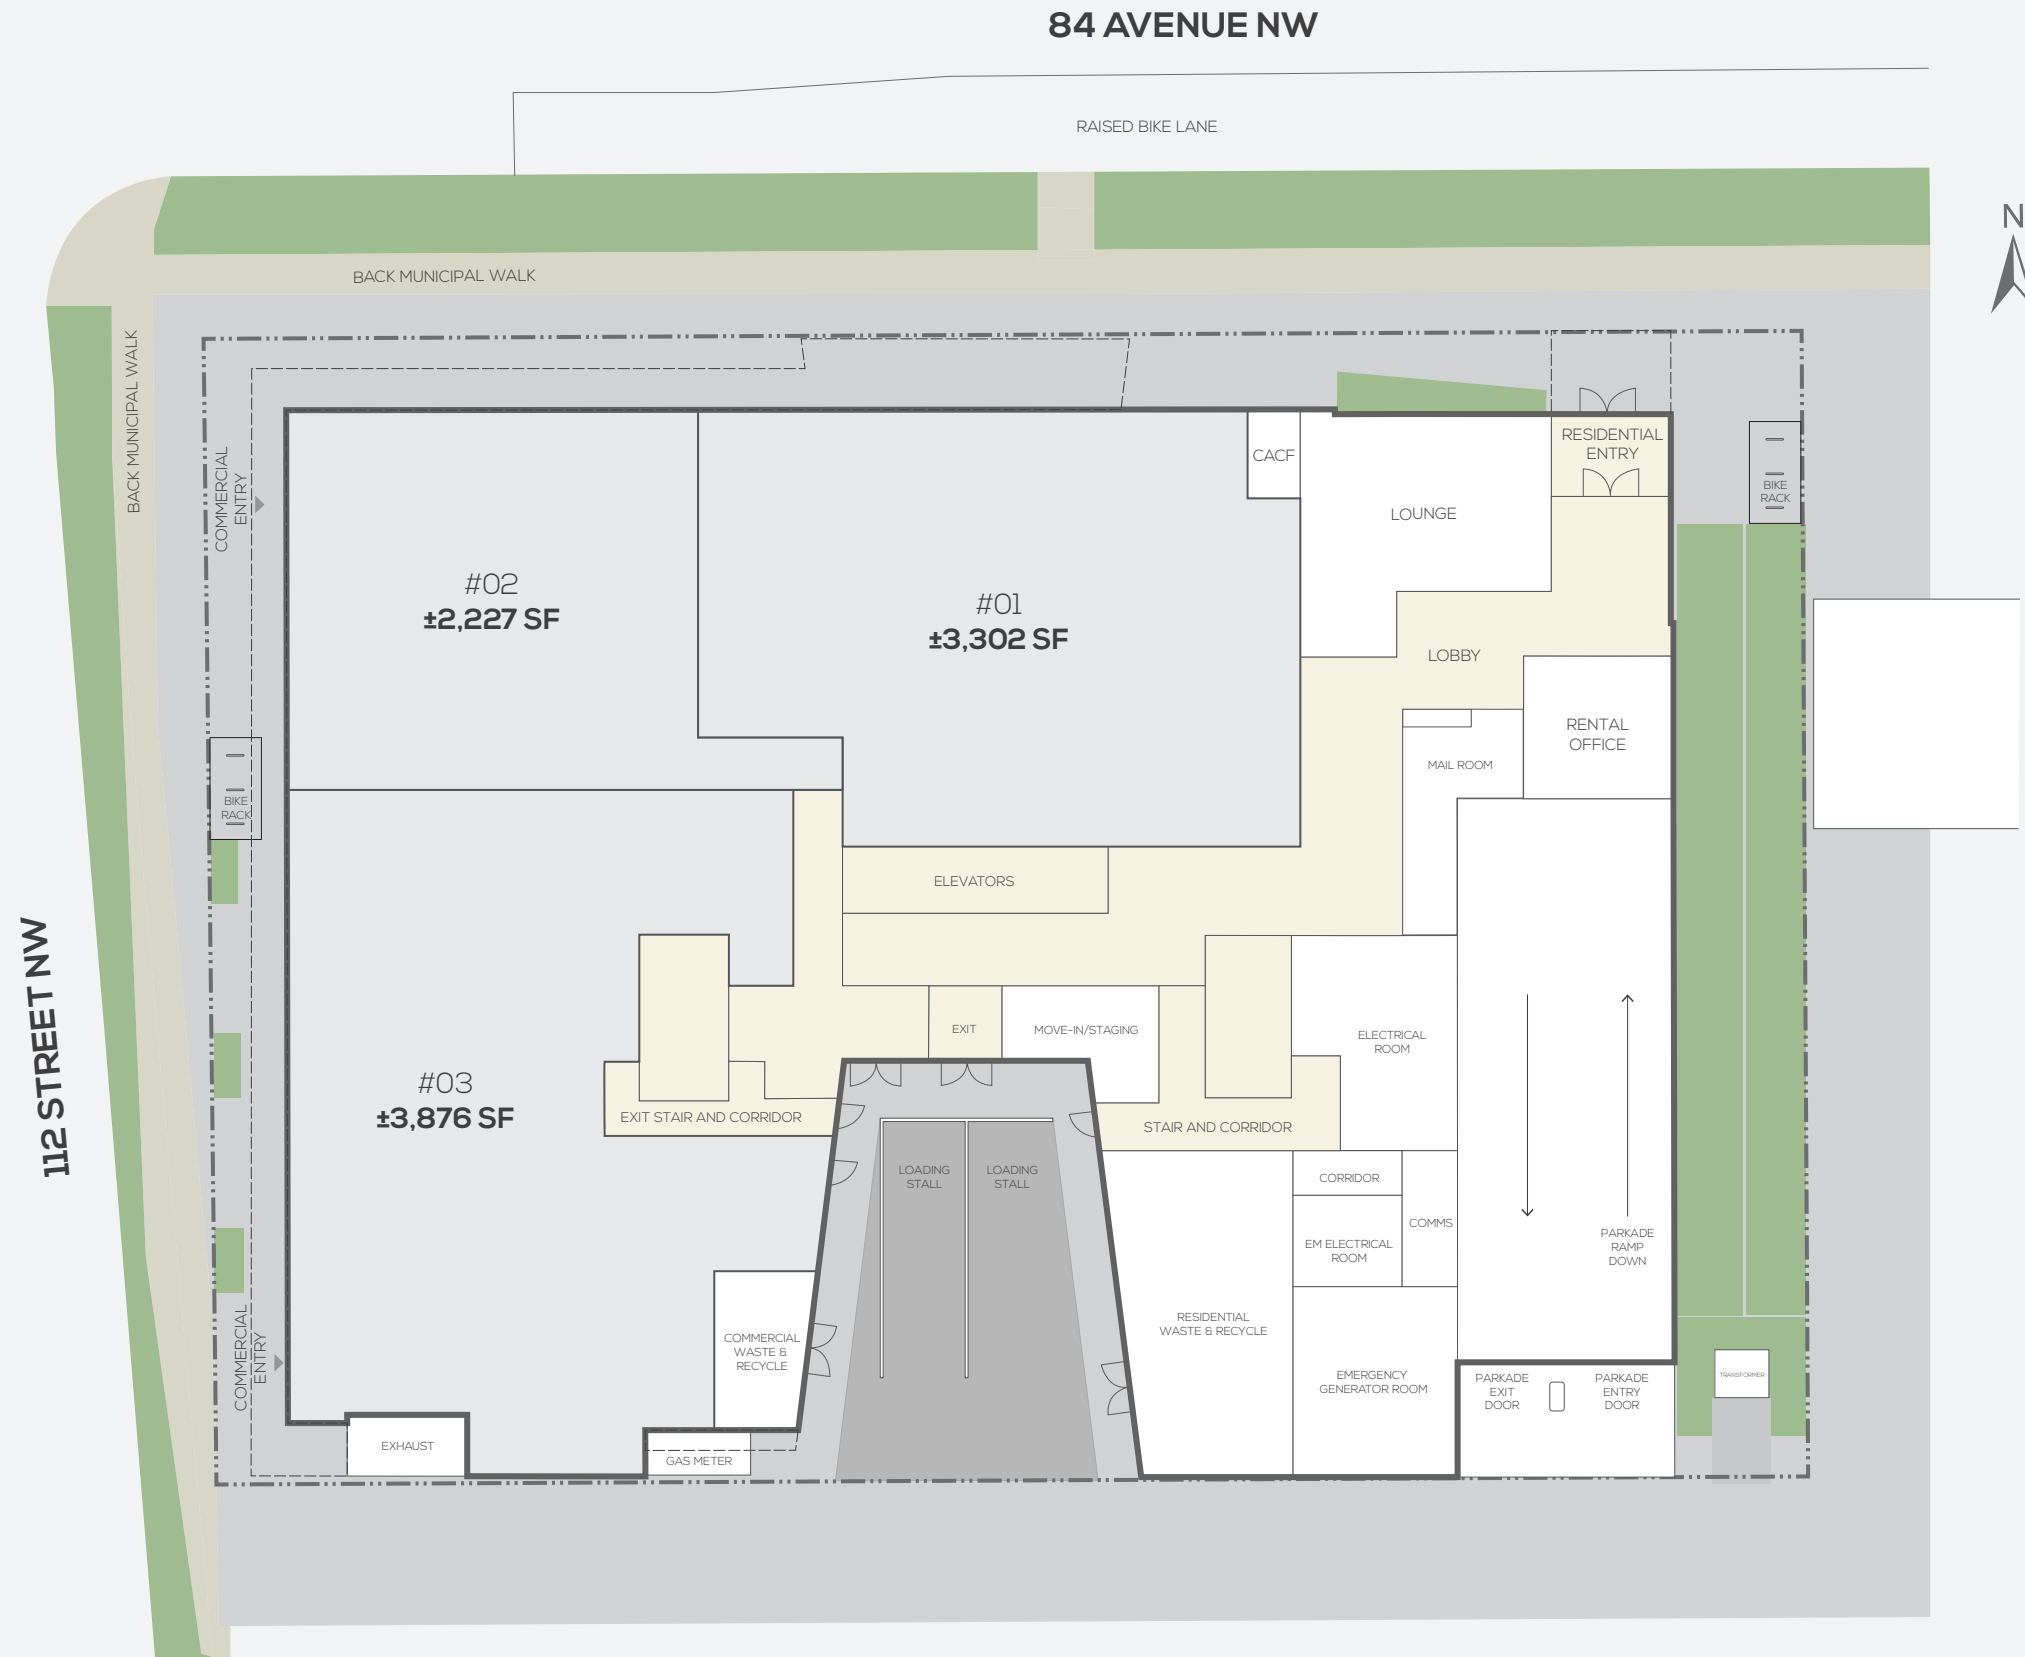 84 AVENUE NW
RAISED BIKE LANE
N
BACK MUNICIPAL WALK
BACK MUNICIPAL WALK
COMMERCIAL
ENTRY
#02
±2,227 SF
#01
±3,302 SF
CACF
LOUNGE
RESIDENTIAL
ENTRY
BIKE
RACK
LOBBY
RENTAL
OFFICE
MAIL ROOM
BIKE
RACK
ELEVATORS
112 STREET NW
#03
±3,876 SF
EXIT
MOVE-IN/STAGING
ELECTRICAL
ROOM
EXIT STAIR AND CORRIDOR
STAIR AND CORRIDOR
LOADING
STALL
LOADING
STALL
CORRIDOR
COMMS
EM ELECTRICAL
ROOM
PARKADE
RAMP
DOWN
COMMERCIAL
ENTRY
COMMERCIAL
WASTE &
RECYCLE
RESIDENTIAL
WASTE & RECYCLE
EMERGENCY
GENERATOR ROOM
PARKADE
EXIT
DOOR
PARKADE
ENTRY
DOOR
TRANSFORMER
EXHAUST
GAS METER